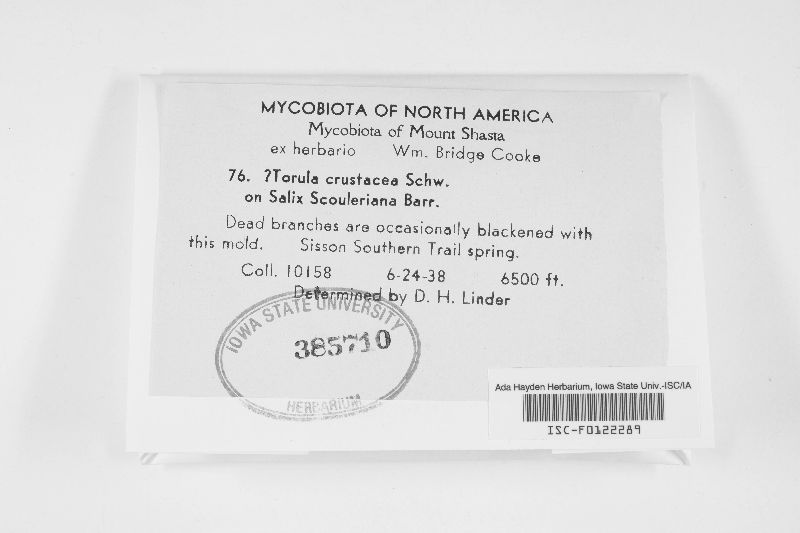 MYCOBIOTA OF NORTH AMERICA
Mycobiota of Mount Shasta
ex herbario Wm. Bridge Cooke
76. ?Torula crustacea Schw.
on Salix Scouleriana Barr.
Dead branches are occasionally blackened with
this mold. Sisson Southern Trail spring.
Coll. 10158 6-24-38 6500 ft.
Determined by D. H. Linder
IOWA STATE UNIVERSITY
385710
HERBARIUM
Ada Hayden Herbarium, Iowa State Univ.-ISC/IA
ISC-F0122289